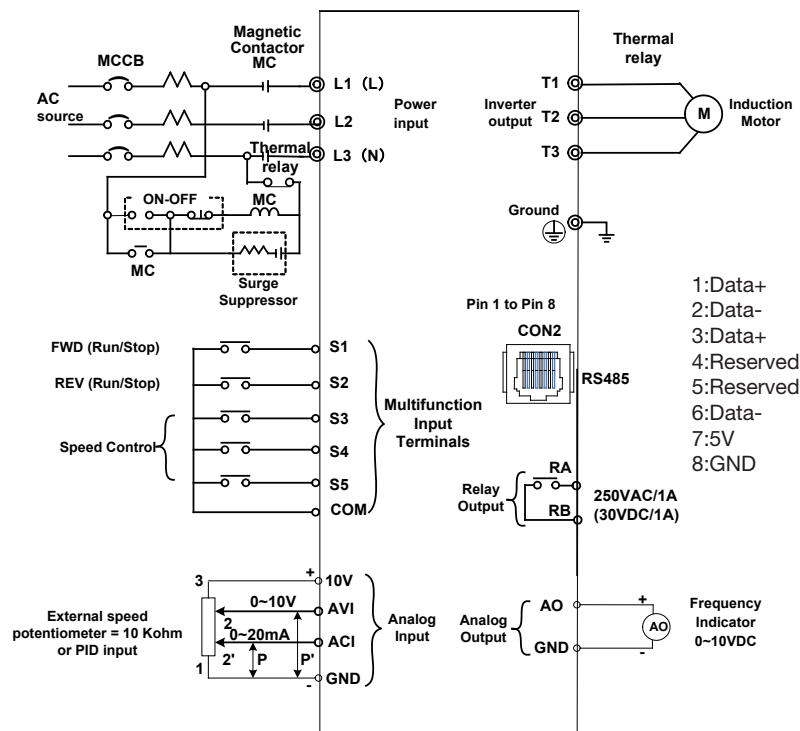 Magnetic
Contactor
MC
MCCB
AC
source
L1 (L)
L2
L3 (N)
Power
input
Thermal
relay
ON-OFF
MC
MC
Surge
Suppressor
Inverter
output
T1
T2
T3
Thermal
relay
M
Induction
Motor
Ground
Pin 1 to Pin 8
CON2
RS485
1:Data+
2:Data-
3:Data+
4:Reserved
5:Reserved
6:Data-
7:5V
8:GND
FWD (Run/Stop)
REV (Run/Stop)
Speed Control
S1
S2
S3
S4
S5
COM
Multifunction
Input
Terminals
Relay
Output
RA
RB
250VAC/1A
(30VDC/1A)
External speed
potentiometer = 10 Kohm
or PID input
3
2
2'
1
0~10V
0~20mA
P
P'
+
-
10V
AVI
ACI
GND
Analog
Input
Analog
Output
AO
GND
+
-
AO
Frequency
Indicator
0~10VDC